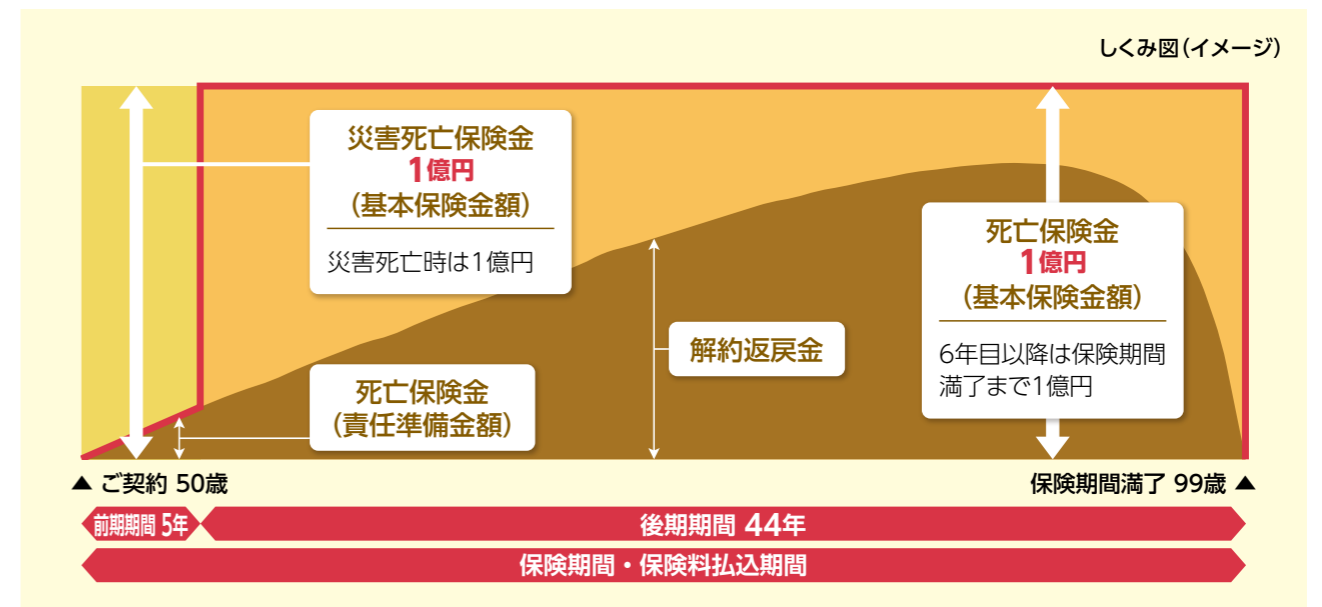 しくみ図(イメージ)
災害死亡保険金
1億円
(基本保険金額)
災害死亡時は1億円
死亡保険金
1億円
(基本保険金額)
6年目以降は保険期間
満了まで1億円
解約返戻金
死亡保険金
(責任準備金額)
▲ ご契約 50歳
保険期間満了 99歳 ▲
前期期間 5年
後期期間 44年
保険期間・保険料払込期間